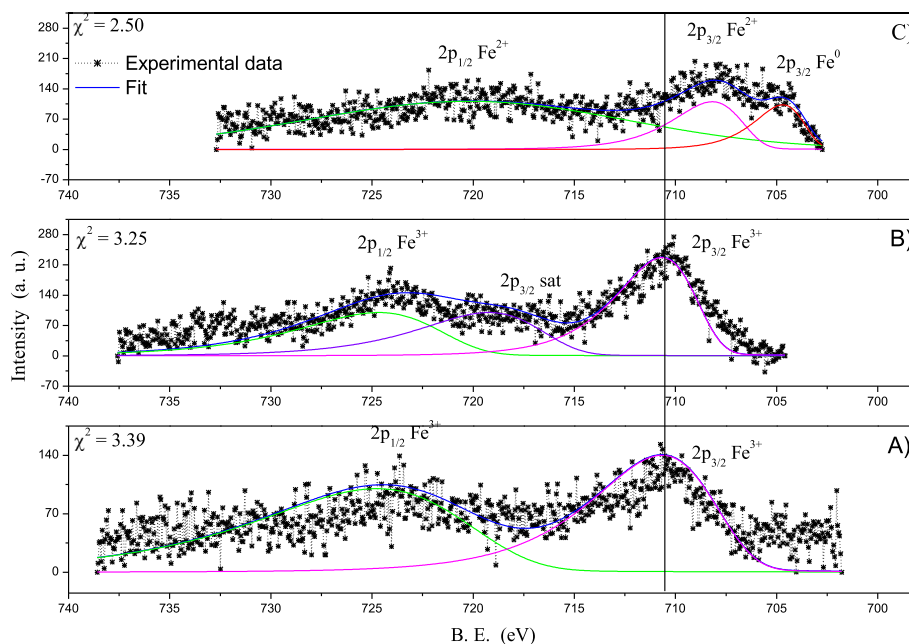 χ² = 2.50
C)
2p3/2 Fe2+
2p1/2 Fe2+
2p3/2 Fe0
Experimental data
Fit
280
210
140
70
0
-70
740 735 730 725 720 715 710 705 700
χ² = 3.25
B)
2p1/2 Fe3+
2p3/2 Fe3+
2p3/2 sat
280
210
140
70
0
-70
Intensity (a. u.)
740 735 730 725 720 715 710 705 700
χ² = 3.39
A)
2p1/2 Fe3+
2p3/2 Fe3+
140
70
0
740 735 730 725 720 715 710 705 700
B. E. (eV)